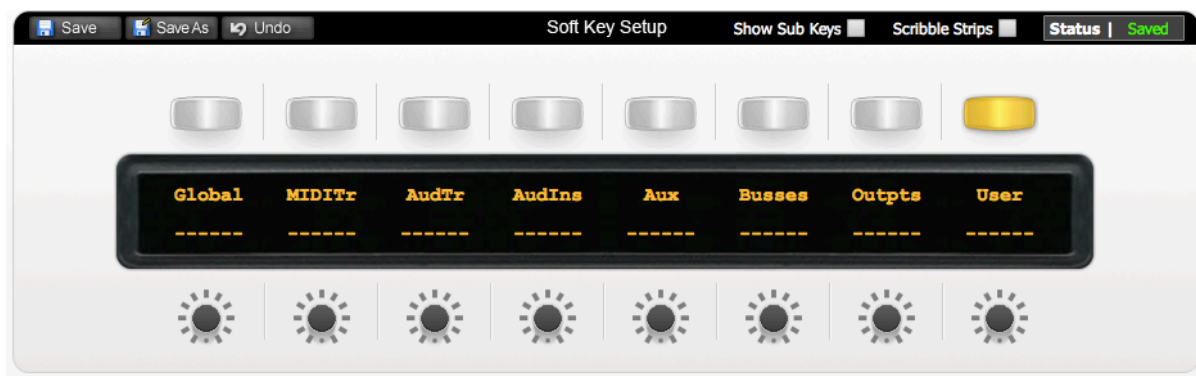 Save Save As Undo Soft Key Setup Show Sub Keys Scribble Strips Status | Saved
Global MIDITr AudTr AudIns Aux Busses Outpts User
------ ------ ------ ------ ------ ------ ------ ------